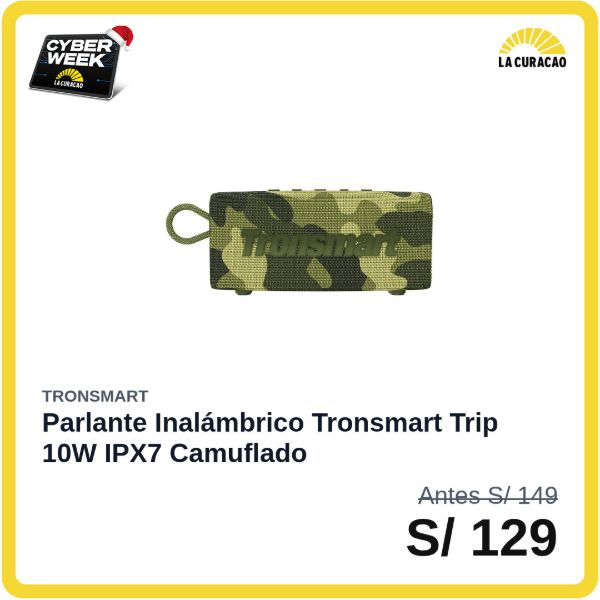 CYBER
WEEK
LA CURACAO
LA CURACAO
Tronsmart
TRONSMART
Parlante Inalámbrico Tronsmart Trip
10W IPX7 Camuflado
Antes S/ 149
S/ 129